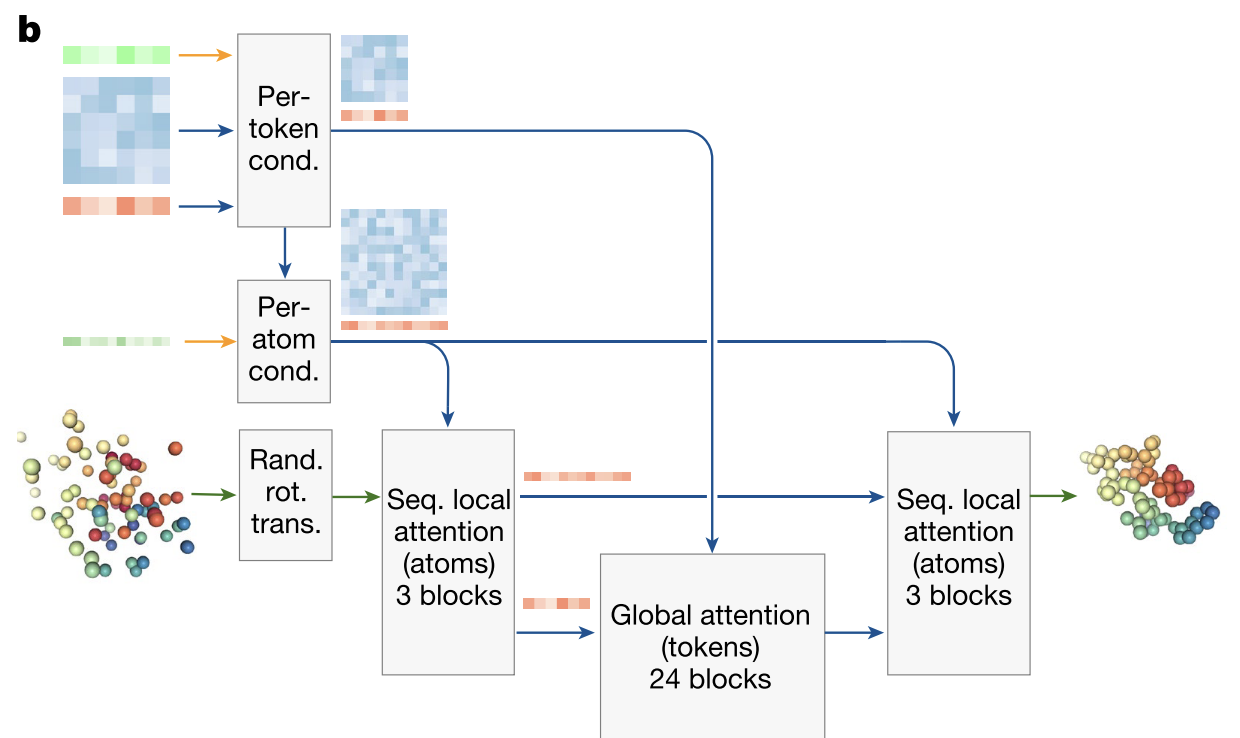 b
Per-
token
cond.
Per-
atom
cond.
Rand.
rot.
trans.
Seq. local
attention
(atoms)
3 blocks
Global attention
(tokens)
24 blocks
Seq. local
attention
(atoms)
3 blocks